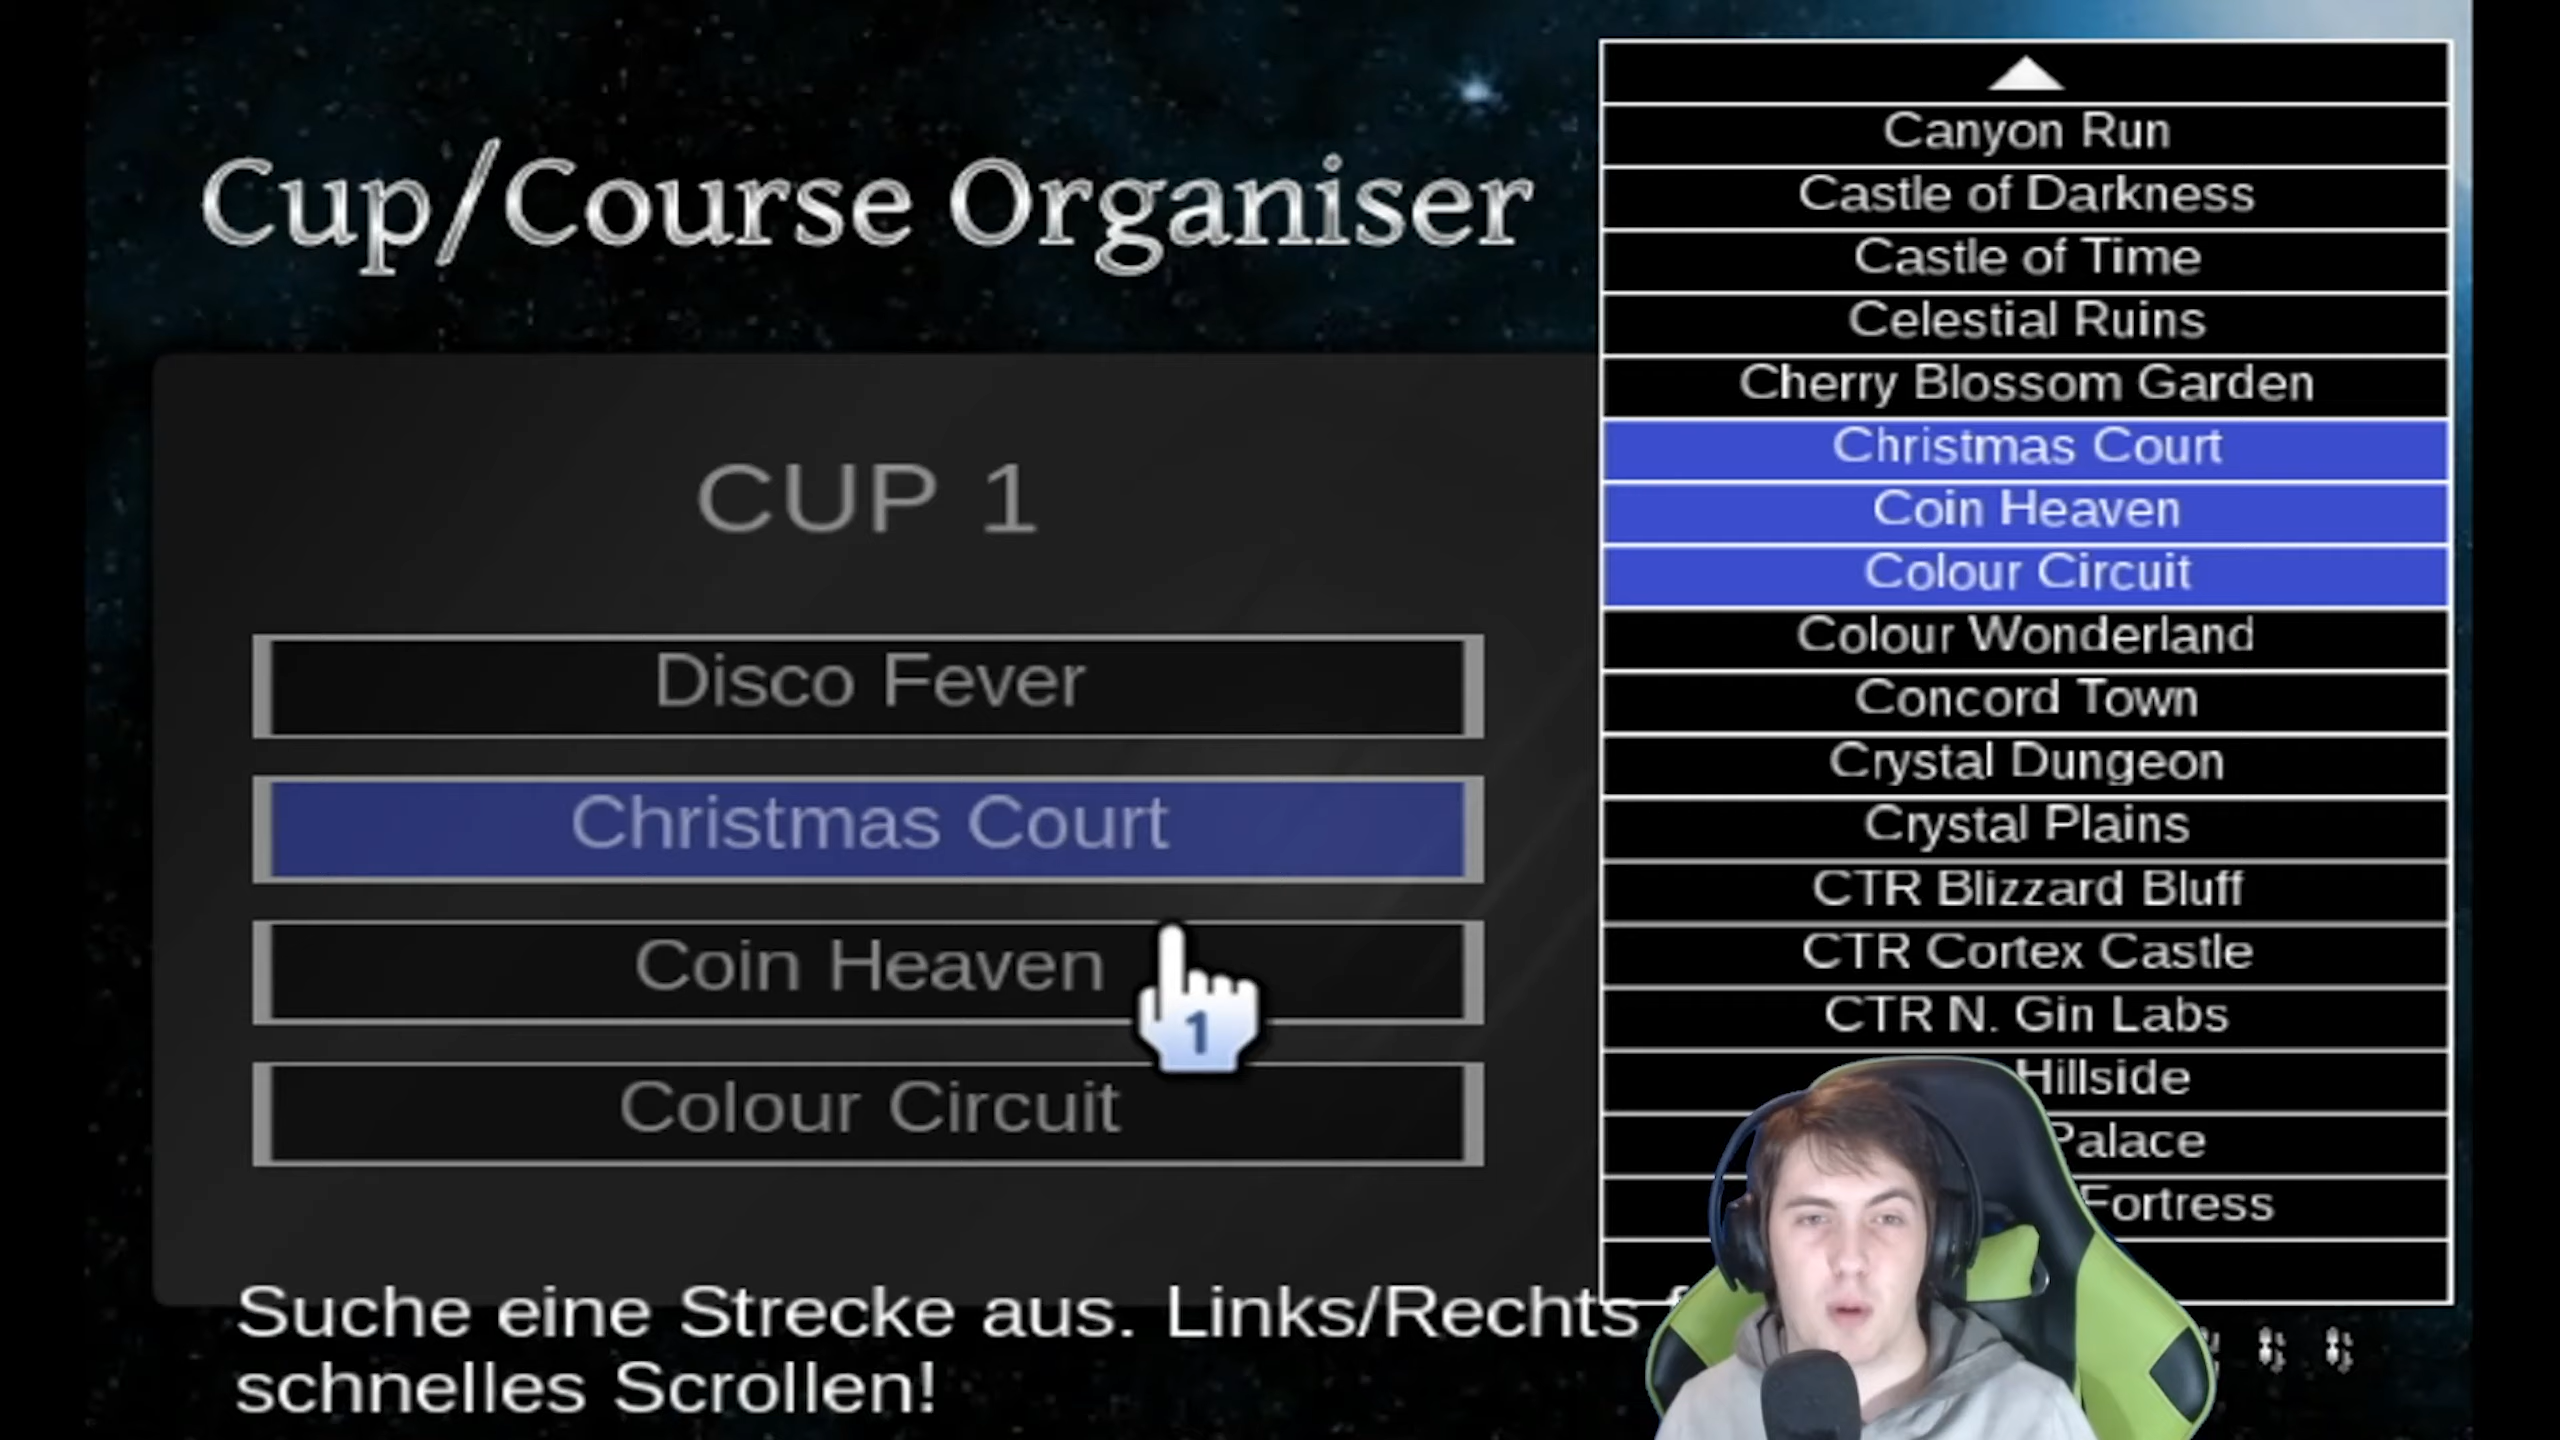 Cup/Course Organiser
CUP 1
Disco Fever
Christmas Court
Coin Heaven
1
Colour Circuit
Suche eine Strecke aus. Links/Rechts
schnelles Scrollen!
Canyon Run
Castle of Darkness
Castle of Time
Celestial Ruins
Cherry Blossom Garden
Christmas Court
Coin Heaven
Colour Circuit
Colour Wonderland
Concord Town
Crystal Dungeon
Crystal Plains
CTR Blizzard Bluff
CTR Cortex Castle
CTR N. Gin Labs
Hillside
Palace
Fortress